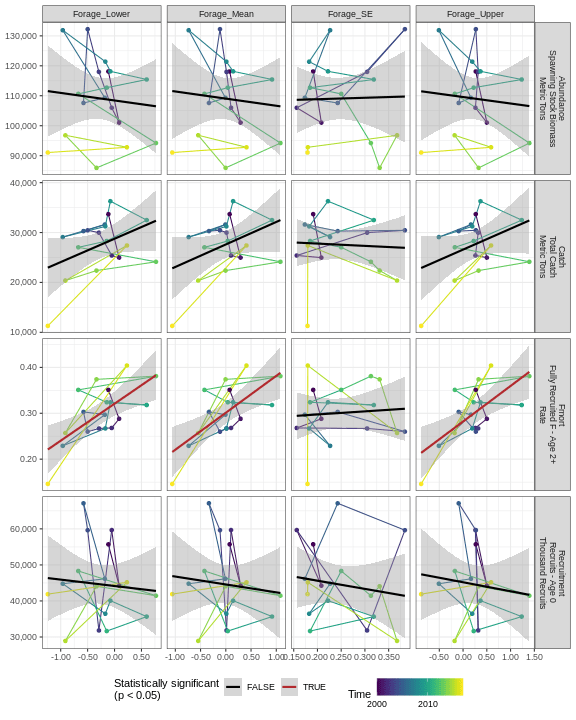 Forage_Lower Forage_Mean Forage_SE Forage_Upper
130,000
120,000
110,000
100,000
90,000
Abundance
Spawning Stock Biomass
Metric Tons
40,000
30,000
20,000
10,000
Catch
Total Catch
Metric Tons
0.40
0.30
0.20
Fmort
Fully Recruited F - Age 2+
Rate
60,000
50,000
40,000
30,000
Recruitment
Recruits - Age 0
Thousand Recruits
-1.00 -0.50 0.00 0.50 -1.00 -0.50 0.00 0.50 1.00 0.150 0.200 0.250 0.300 0.350 -0.50 0.00 0.50 1.00 1.50
Statistically significant
(p < 0.05)
FALSE TRUE
Time
2000 2010